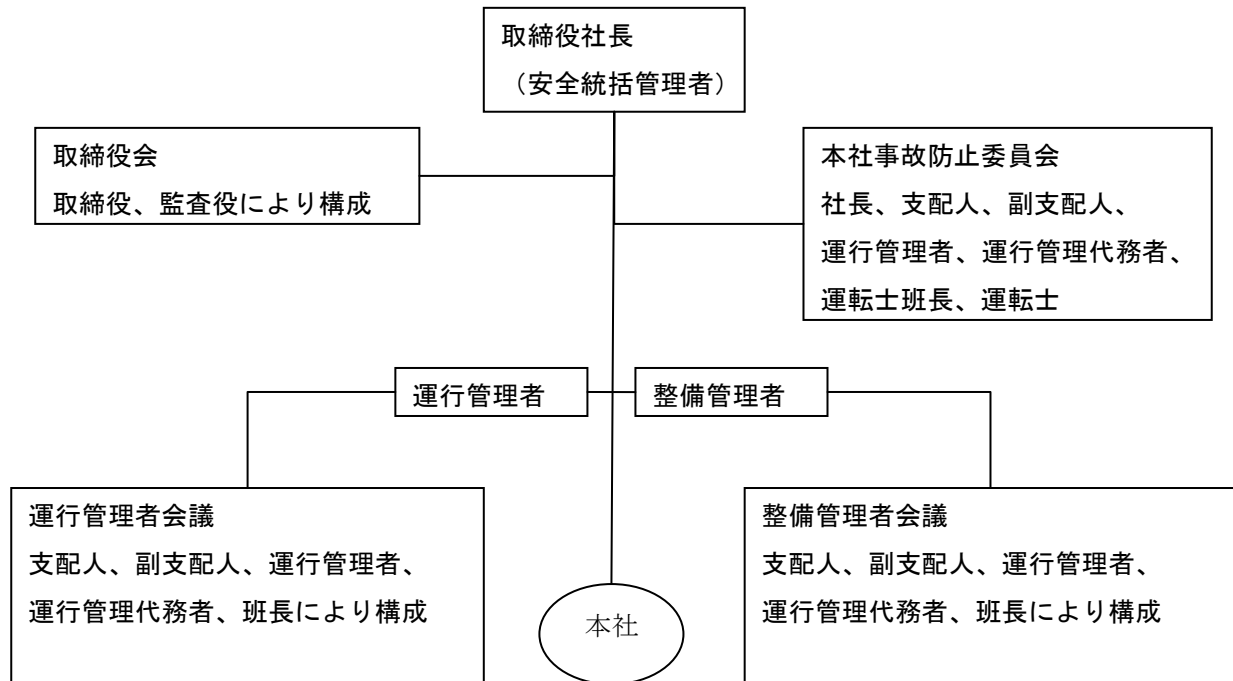 取締役社長
（安全統括管理者）
取締役会
取締役、監査役により構成
本社事故防止委員会
社長、支配人、副支配人、
運行管理者、運行管理代務者、
運転士班長、運転士
運行管理者
整備管理者
運行管理者会議
支配人、副支配人、運行管理者、
運行管理代務者、班長により構成
整備管理者会議
支配人、副支配人、運行管理者、
運行管理代務者、班長により構成
本社